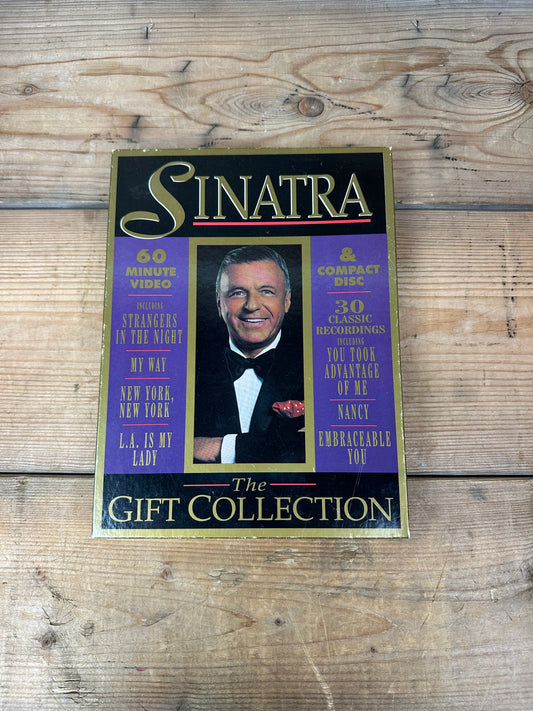 SINATRA
60
MINUTE
VIDEO
INCLUDING
STRANGERS
IN THE NIGHT
MY WAY
NEW YORK,
NEW YORK
L.A. IS MY
LADY
&
COMPACT
DISC
30
CLASSIC
RECORDINGS
INCLUDING
YOU TOOK
ADVANTAGE
OF ME
NANCY
EMBRACEABLE
YOU
The
GIFT COLLECTION